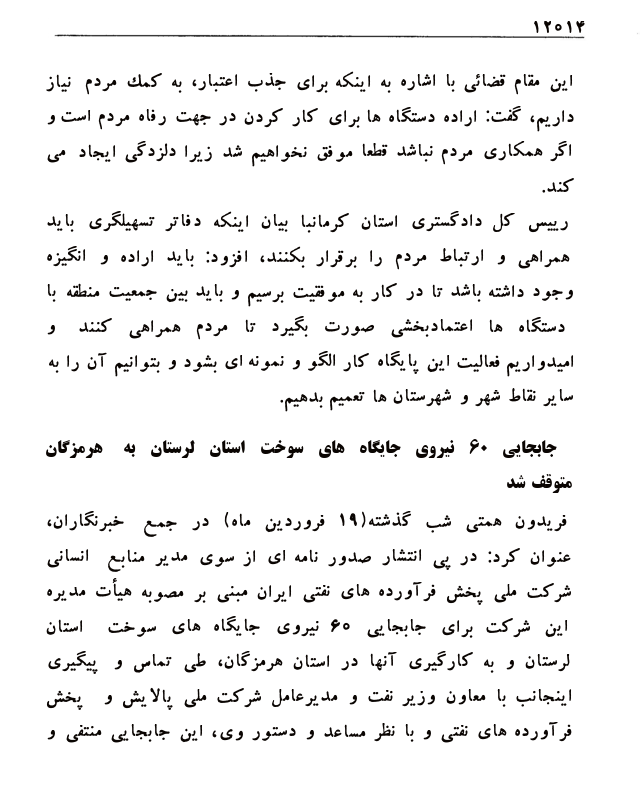 ۱۲۰۱۴
این مقام قضائی با اشاره به اینکه برای جذب اعتبار، به کمك مردم نیاز
داریم، گفت: اراده دستگاه ها برای کار کردن در جهت رفاه مردم است و
اگر همکاری مردم نباشد قطعا موفق نخواهیم شد زیرا دلزدگی ایجاد می
کند.
رییس کل دادگستری استان کرمانبا بیان اینکه دفاتر تسهیلگری باید
همراهی و ارتباط مردم را برقرار بکنند، افزود: باید اراده و انگیزه
وجود داشته باشد تا در کار به موفقیت برسیم و باید بین جمعیت منطقه با
دستگاه ها اعتمادبخشی صورت بگیرد تا مردم همراهی کنند و
امیدواریم فعالیت این پایگاه کار الگو و نمونه ای بشود و بتوانیم آن را به
سایر نقاط شهر و شهرستان ها تعمیم بدهیم.
جابجایی ۶۰ نیروی جایگاه های سوخت استان لرستان به هرمزگان
متوقف شد
فریدون همتی شب گذشته(۱۹ فروردین ماه) در جمع خبرنگاران،
عنوان کرد: در پی انتشار صدور نامه ای از سوی مدیر منابع انسانی
شرکت ملی پخش فرآورده های نفتی ایران مبنی بر مصوبه هیأت مدیره
این شرکت برای جابجایی ۶۰ نیروی جایگاه های سوخت استان
لرستان و به کارگیری آنها در استان هرمزگان، طی تماس و پیگیری
اینجانب با معاون وزیر نفت و مدیرعامل شرکت ملی پالایش و پخش
فرآورده های نفتی و با نظر مساعد و دستور وی، این جابجایی منتفی و